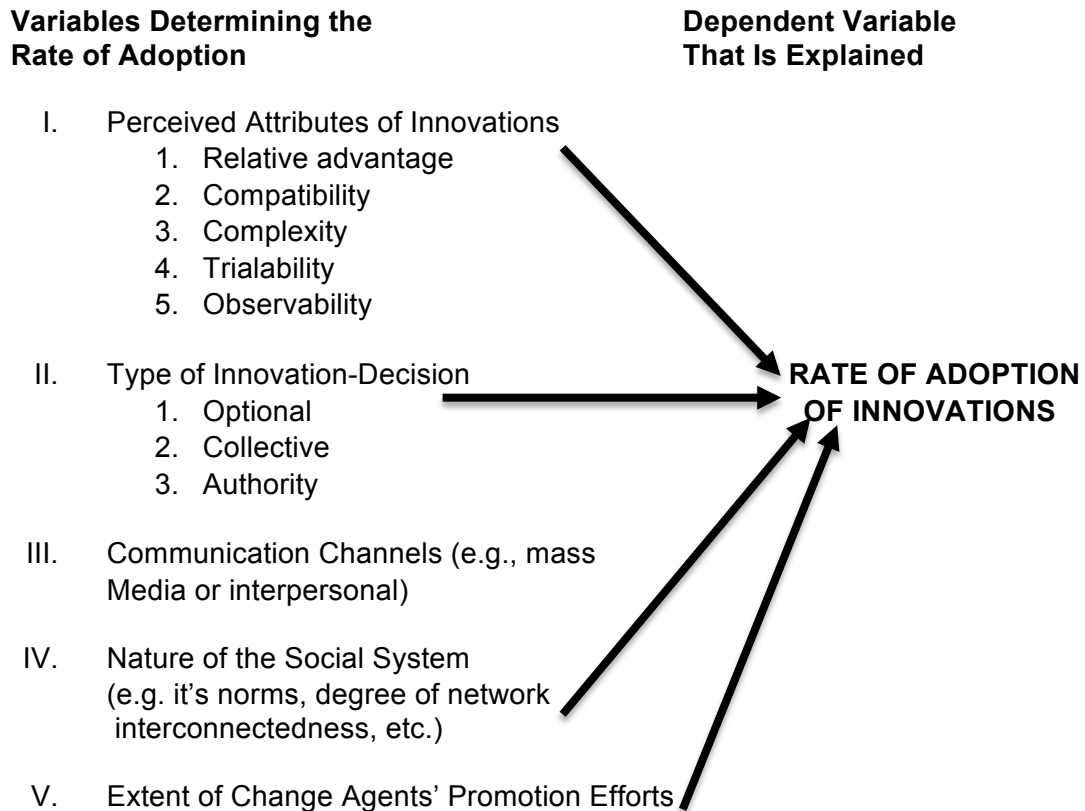 Variables Determining the
Rate of Adoption
Dependent Variable
That Is Explained
I. Perceived Attributes of Innovations
1. Relative advantage
2. Compatibility
3. Complexity
4. Trialability
5. Observability
II. Type of Innovation-Decision
1. Optional
2. Collective
3. Authority
III. Communication Channels (e.g., mass
Media or interpersonal)
IV. Nature of the Social System
(e.g. it’s norms, degree of network
interconnectedness, etc.)
V. Extent of Change Agents’ Promotion Efforts
RATE OF ADOPTION
OF INNOVATIONS